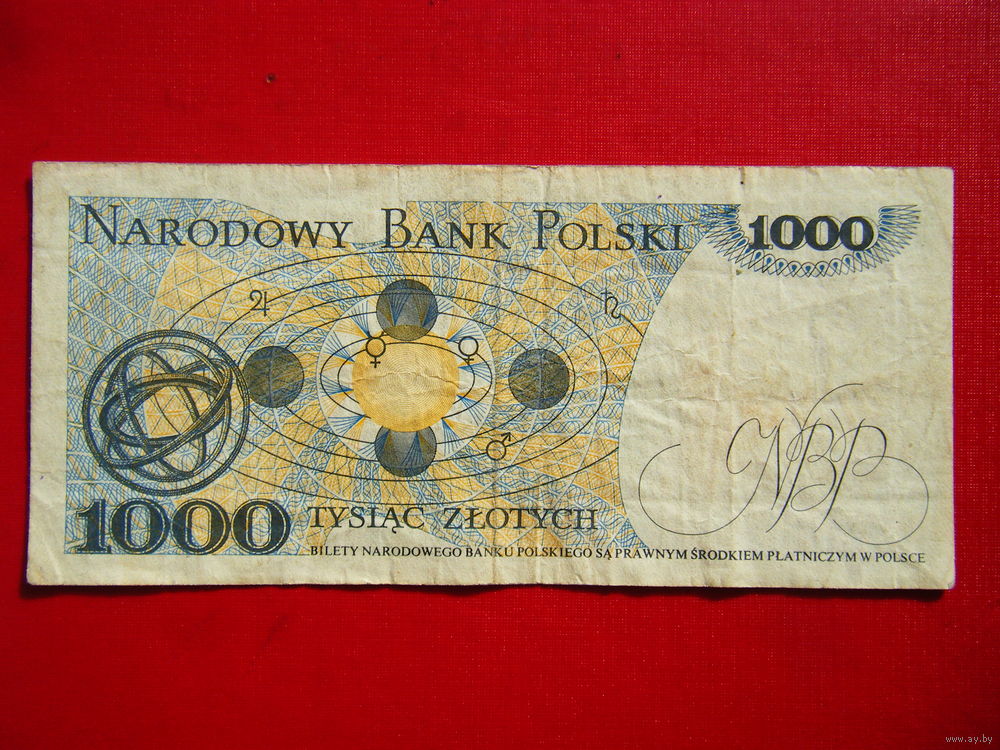 NARODOWY BANK POLSKI
1000
♃
♄
☿
♀
♂
NBP
1000
TYSIĄC ZŁOTYCH
BILETY NARODOWEGO BANKU POLSKIEGO SĄ PRAWNYM ŚRODKIEM PŁATNICZYM W POLSCE
www.ay.by